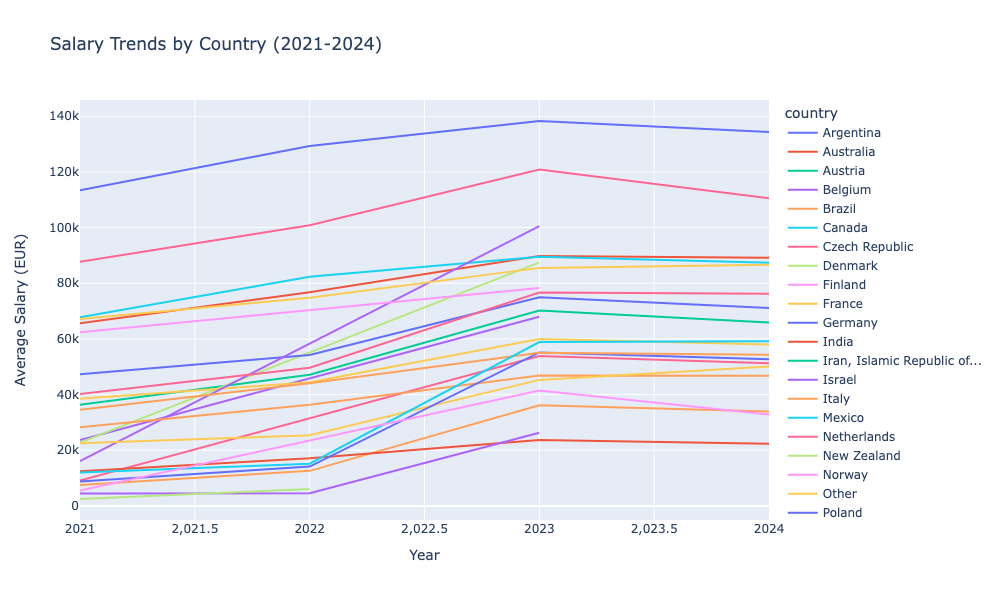 Salary Trends by Country (2021-2024)
140k
120k
100k
80k
60k
40k
20k
0
Average Salary (EUR)
2021
2,021.5
2022
2,022.5
2023
2,023.5
2024
Year
country
Argentina
Australia
Austria
Belgium
Brazil
Canada
Czech Republic
Denmark
Finland
France
Germany
India
Iran, Islamic Republic of...
Israel
Italy
Mexico
Netherlands
New Zealand
Norway
Other
Poland